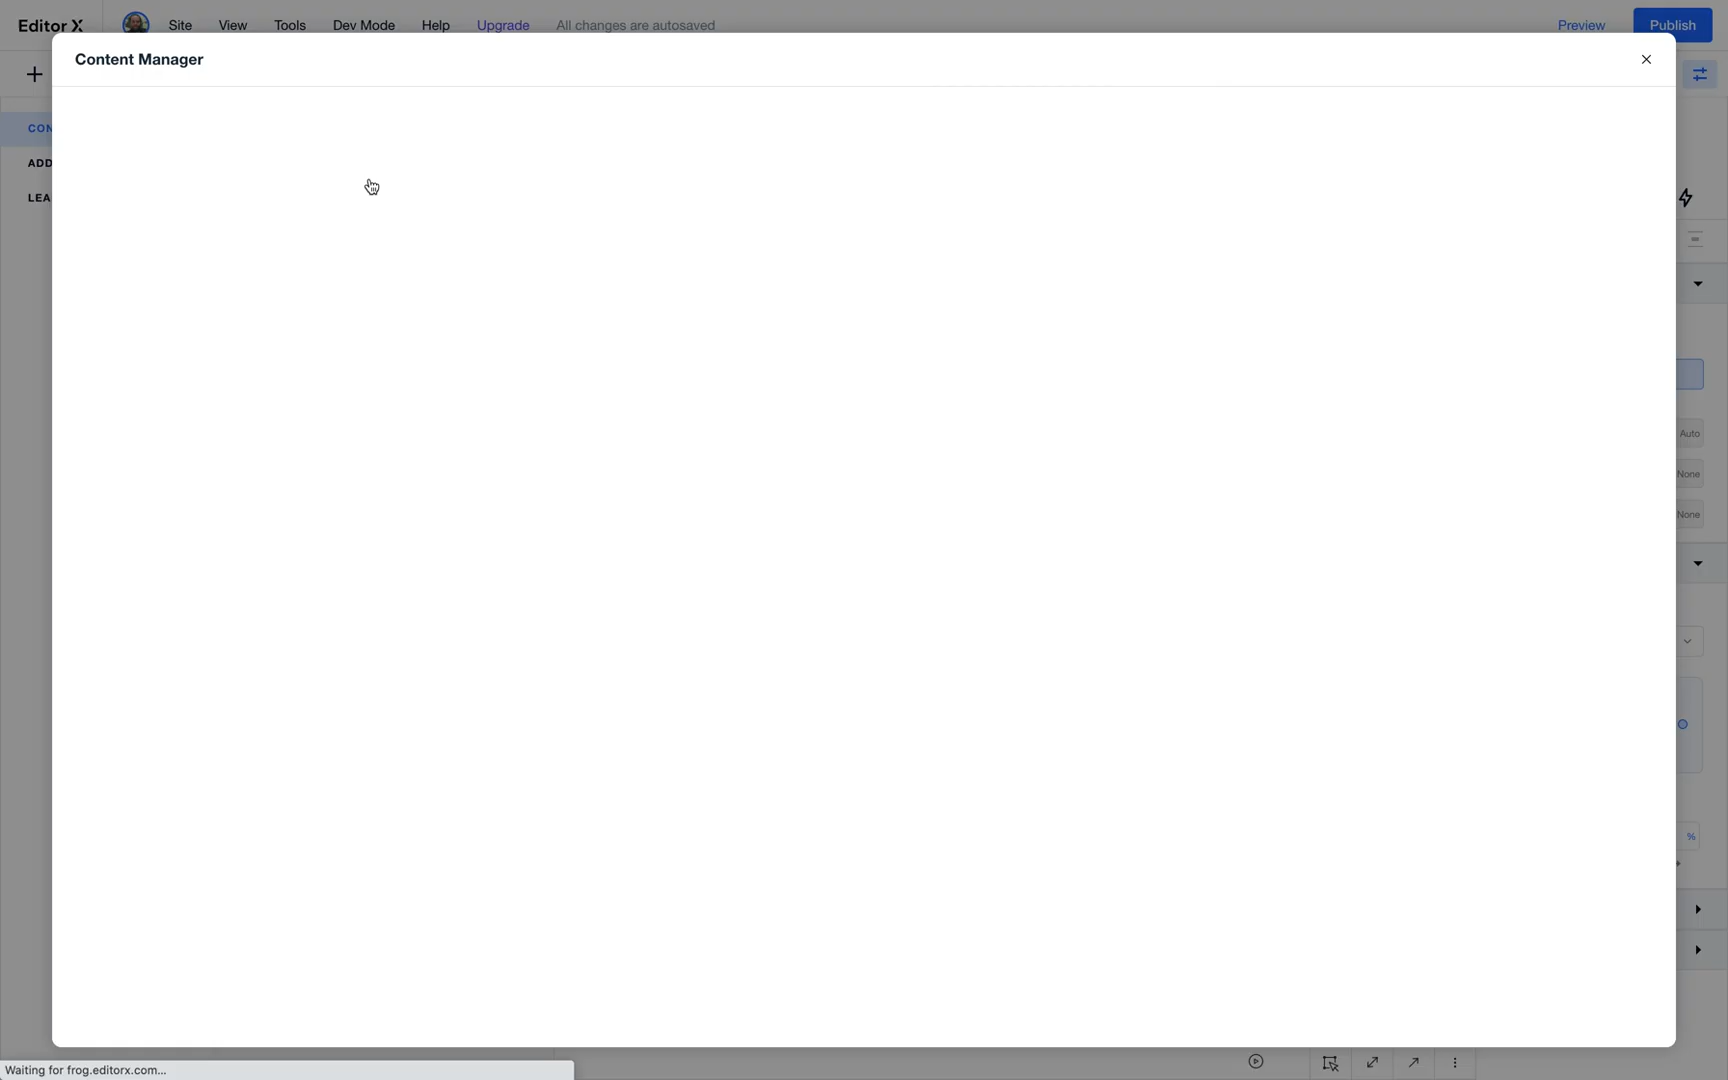 Editor X Site View Tools Dev Mode Help Upgrade All changes are autosaved Preview Publish
Content Manager
CON
ADD
LEA
Auto
None
None
%
Waiting for frog.editorx.com...